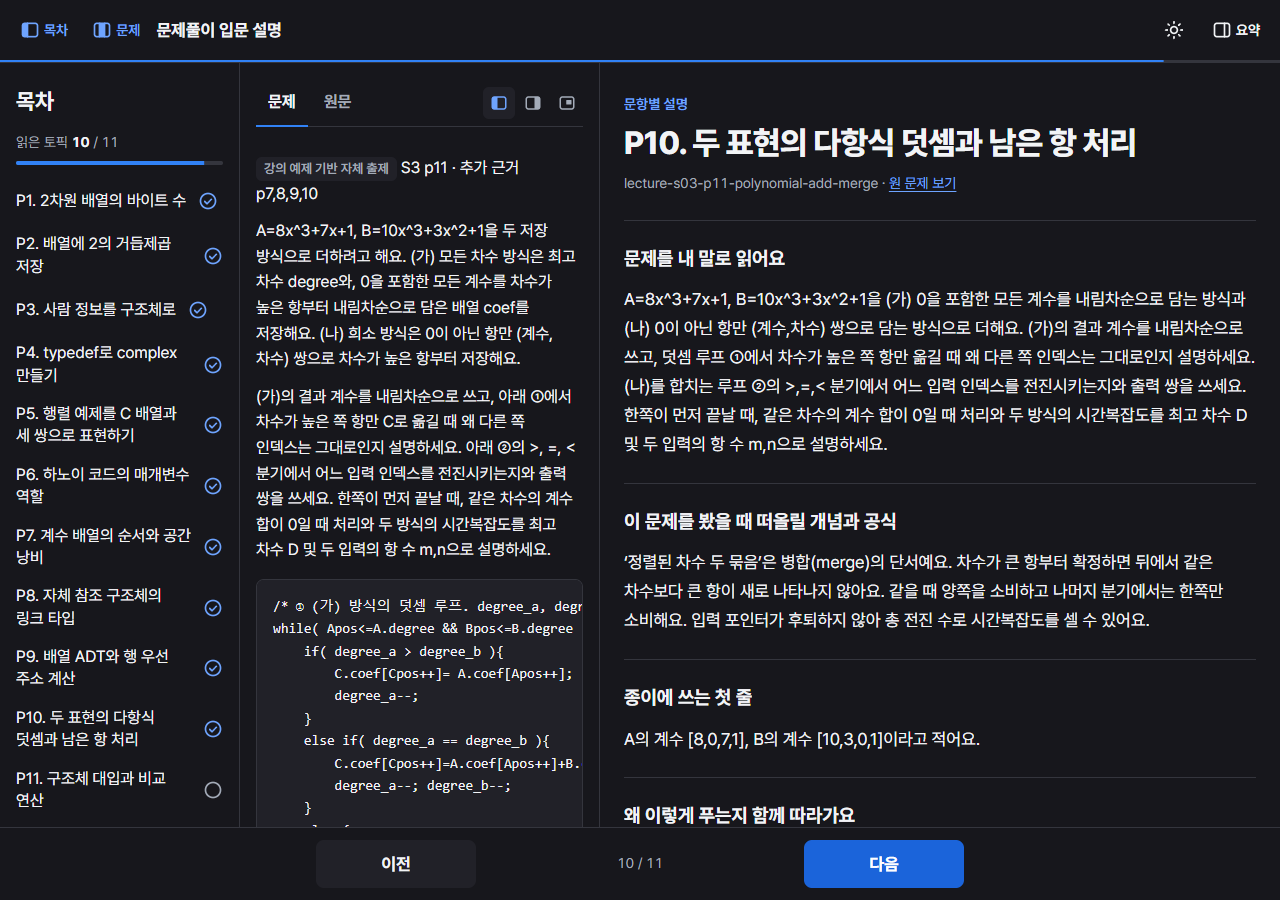 목차 문제 문제풀이 입문 설명 요약
목차
읽은 토픽 10 / 11
P1. 2차원 배열의 바이트 수
P2. 배열에 2의 거듭제곱
저장
P3. 사람 정보를 구조체로
P4. typedef로 complex
만들기
P5. 행렬 예제를 C 배열과
세 쌍으로 표현하기
P6. 하노이 코드의 매개변수
역할
P7. 계수 배열의 순서와 공간
낭비
P8. 자체 참조 구조체의
링크 타입
P9. 배열 ADT와 행 우선
주소 계산
P10. 두 표현의 다항식
덧셈과 남은 항 처리
P11. 구조체 대입과 비교
연산
문제 원문
강의 예제 기반 자체 출제 S3 p11 · 추가 근거
p7,8,9,10
A=8x^3+7x+1, B=10x^3+3x^2+1을 두 저장
방식으로 더하려고 해요. (가) 모든 차수 방식은 최고
차수 degree와, 0을 포함한 모든 계수를 차수가
높은 항부터 내림차순으로 담은 배열 coef를
저장해요. (나) 희소 방식은 0이 아닌 항만 (계수,
차수) 쌍으로 차수가 높은 항부터 저장해요.
(가)의 결과 계수를 내림차순으로 쓰고, 아래 ①에서
차수가 높은 쪽 항만 C로 옮길 때 왜 다른 쪽
인덱스는 그대로인지 설명하세요. 아래 ②의 >, =, <
분기에서 어느 입력 인덱스를 전진시키는지와 출력
쌍을 쓰세요. 한쪽이 먼저 끝날 때, 같은 차수의 계수
합이 0일 때 처리와 두 방식의 시간복잡도를 최고
차수 D 및 두 입력의 항 수 m,n으로 설명하세요.
/* ① (가) 방식의 덧셈 루프. degree_a, degr
while( Apos<=A.degree && Bpos<=B.degree
if( degree_a > degree_b ){
C.coef[Cpos++]= A.coef[Apos++];
degree_a--;
}
else if( degree_a == degree_b ){
C.coef[Cpos++]=A.coef[Apos++]+B.
degree_a--; degree_b--;
}
문항별 설명
P10. 두 표현의 다항식 덧셈과 남은 항 처리
lecture-s03-p11-polynomial-add-merge · 원 문제 보기
문제를 내 말로 읽어요
A=8x^3+7x+1, B=10x^3+3x^2+1을 (가) 0을 포함한 모든 계수를 내림차순으로 담는 방식과
(나) 0이 아닌 항만 (계수,차수) 쌍으로 담는 방식으로 더해요. (가)의 결과 계수를 내림차순으로
쓰고, 덧셈 루프 ①에서 차수가 높은 쪽 항만 옮길 때 왜 다른 쪽 인덱스는 그대로인지 설명하세요.
(나)를 합치는 루프 ②의 >,=,< 분기에서 어느 입력 인덱스를 전진시키는지와 출력 쌍을 쓰세요.
한쪽이 먼저 끝날 때, 같은 차수의 계수 합이 0일 때 처리와 두 방식의 시간복잡도를 최고 차수 D
및 두 입력의 항 수 m,n으로 설명하세요.
이 문제를 봤을 때 떠올릴 개념과 공식
‘정렬된 차수 두 묶음’은 병합(merge)의 단서예요. 차수가 큰 항부터 확정하면 뒤에서 같은
차수보다 큰 항이 새로 나타나지 않아요. 같을 때 양쪽을 소비하고 나머지 분기에서는 한쪽만
소비해요. 입력 포인터가 후퇴하지 않아 총 전진 수로 시간복잡도를 셀 수 있어요.
종이에 쓰는 첫 줄
A의 계수 [8,0,7,1], B의 계수 [10,3,0,1]이라고 적어요.
왜 이렇게 푸는지 함께 따라가요
이전 10 / 11 다음